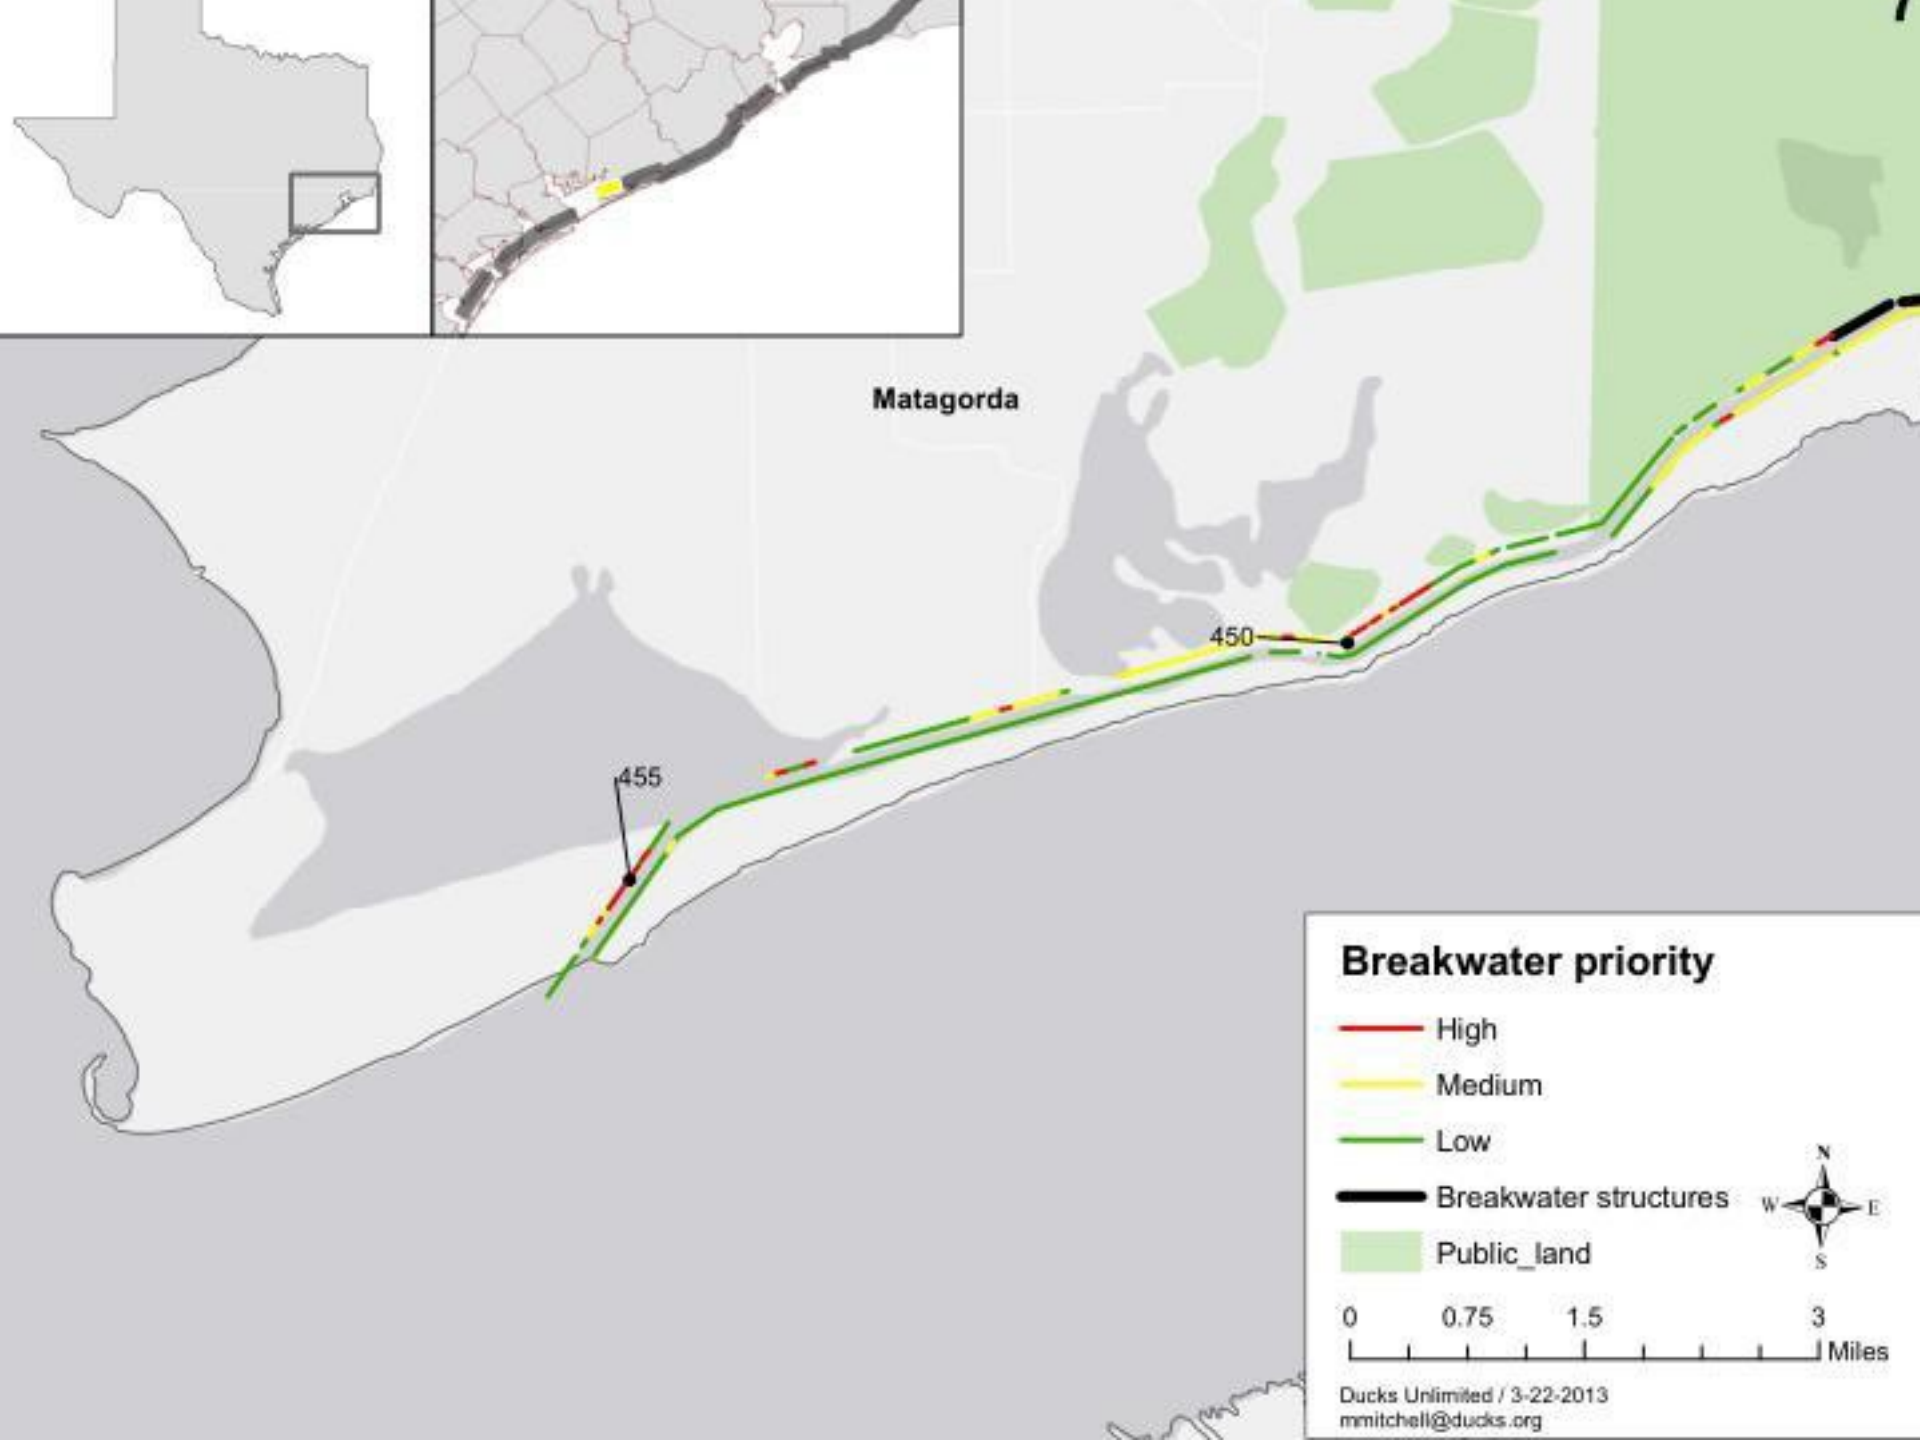 Matagorda
450
455
Breakwater priority
High
Medium
Low
Breakwater structures
Public_land
N
W E
S
0 0.75 1.5 3
Miles
Ducks Unlimited / 3-22-2013
mmitchell@ducks.org